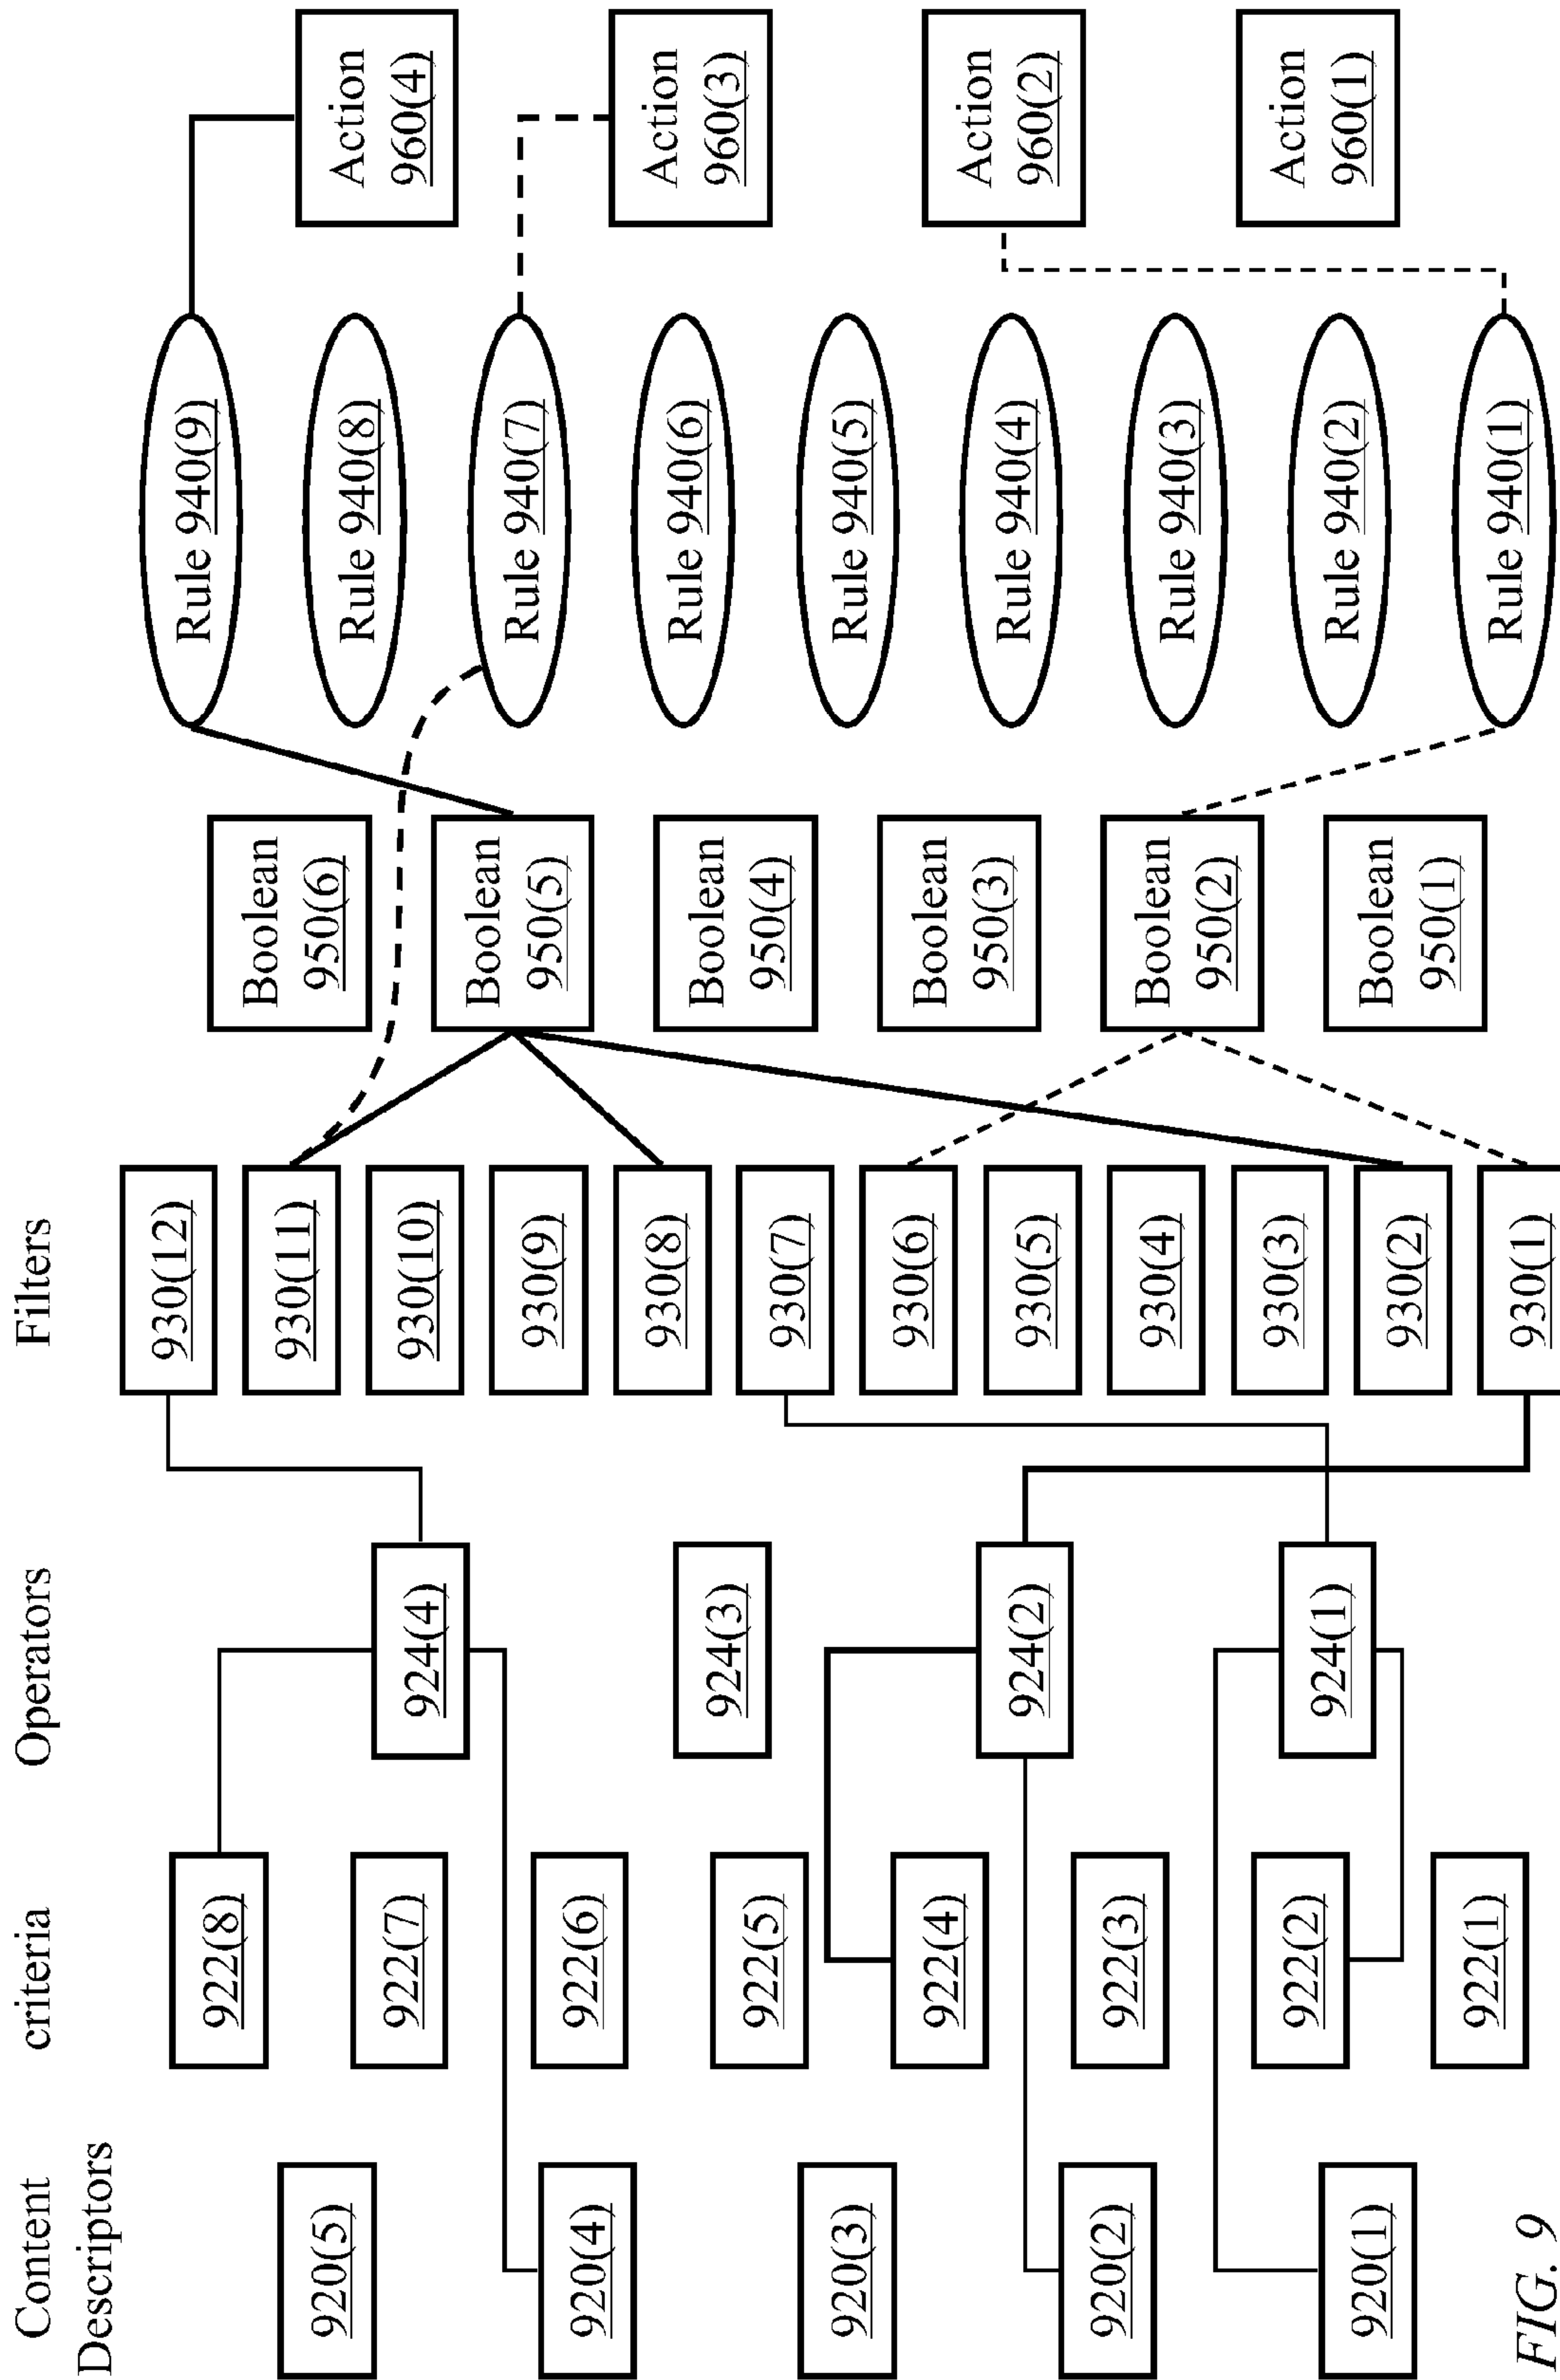 Content
Descriptors
criteria
Operators
Filters
920(5)
920(4)
920(3)
920(2)
920(1)
922(8)
922(7)
922(6)
922(5)
922(4)
922(3)
922(2)
922(1)
924(4)
924(3)
924(2)
924(1)
930(12)
930(11)
930(10)
930(9)
930(8)
930(7)
930(6)
930(5)
930(4)
930(3)
930(2)
930(1)
Boolean
950(6)
Boolean
950(5)
Boolean
950(4)
Boolean
950(3)
Boolean
950(2)
Boolean
950(1)
Rule 940(9)
Rule 940(8)
Rule 940(7)
Rule 940(6)
Rule 940(5)
Rule 940(4)
Rule 940(3)
Rule 940(2)
Rule 940(1)
Action
960(4)
Action
960(3)
Action
960(2)
Action
960(1)
FIG. 9